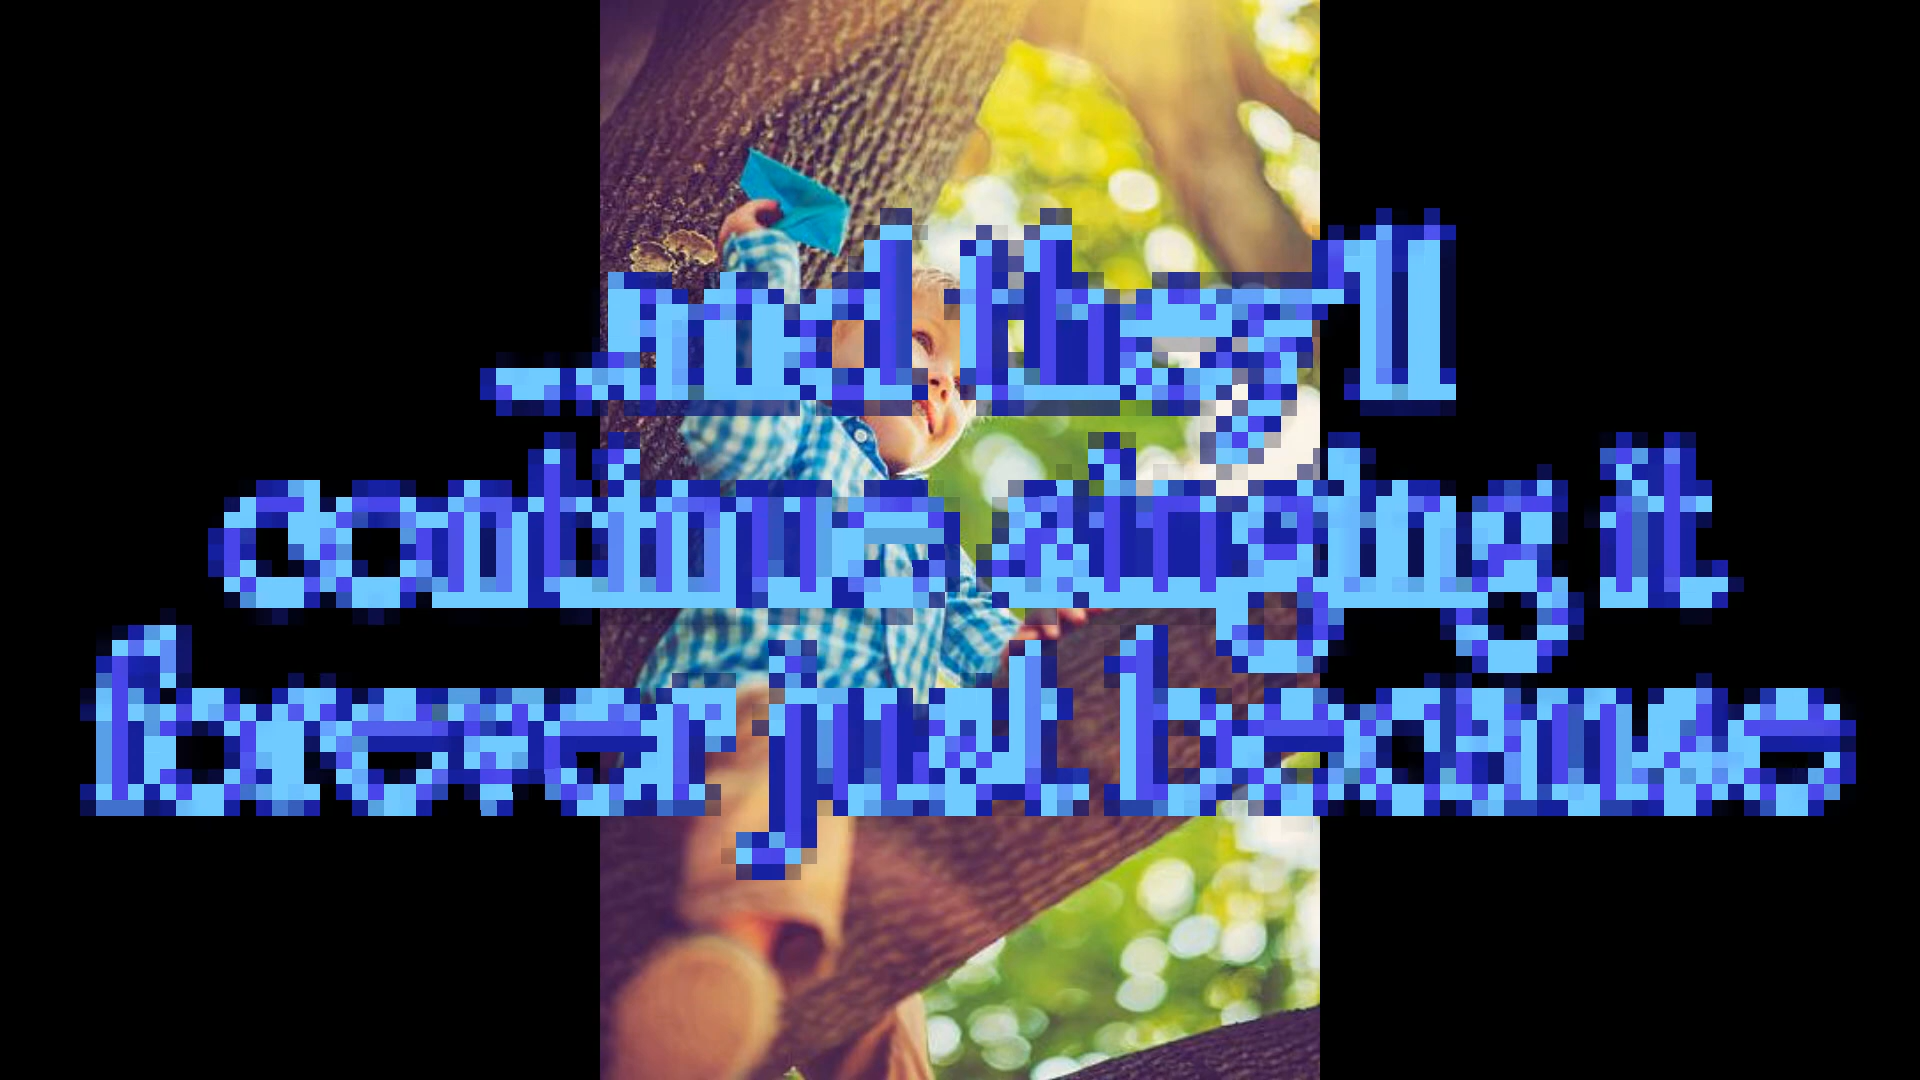 ...and they'll
continue singing it
forever just because